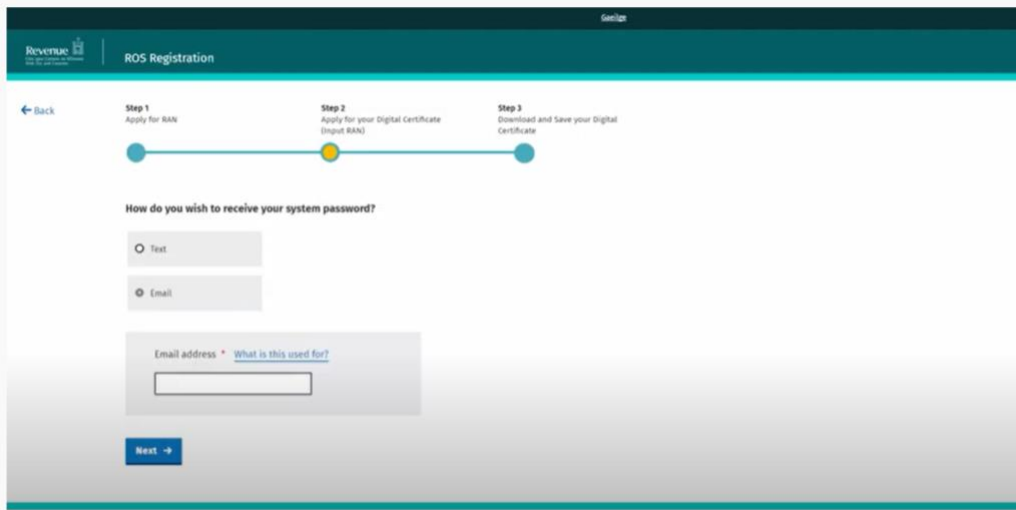 Gaeilge
Revenue
ROS Registration
Back
Step 1
Apply for RAN
Step 2
Apply for your Digital Certificate
(Input RAN)
Step 3
Download and Save your Digital
Certificate
How do you wish to receive your system password?
Text
Email
Email address * What is this used for?
Next